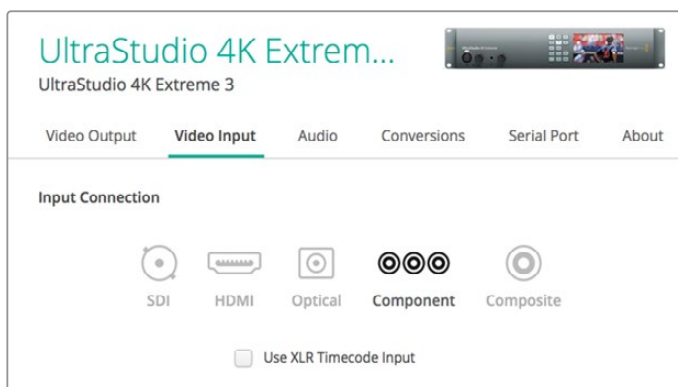 UltraStudio 4K Extrem...
UltraStudio 4K Extreme 3
Video Output Video Input Audio Conversions Serial Port About
Input Connection
SDI HDMI Optical Component Composite
Use XLR Timecode Input